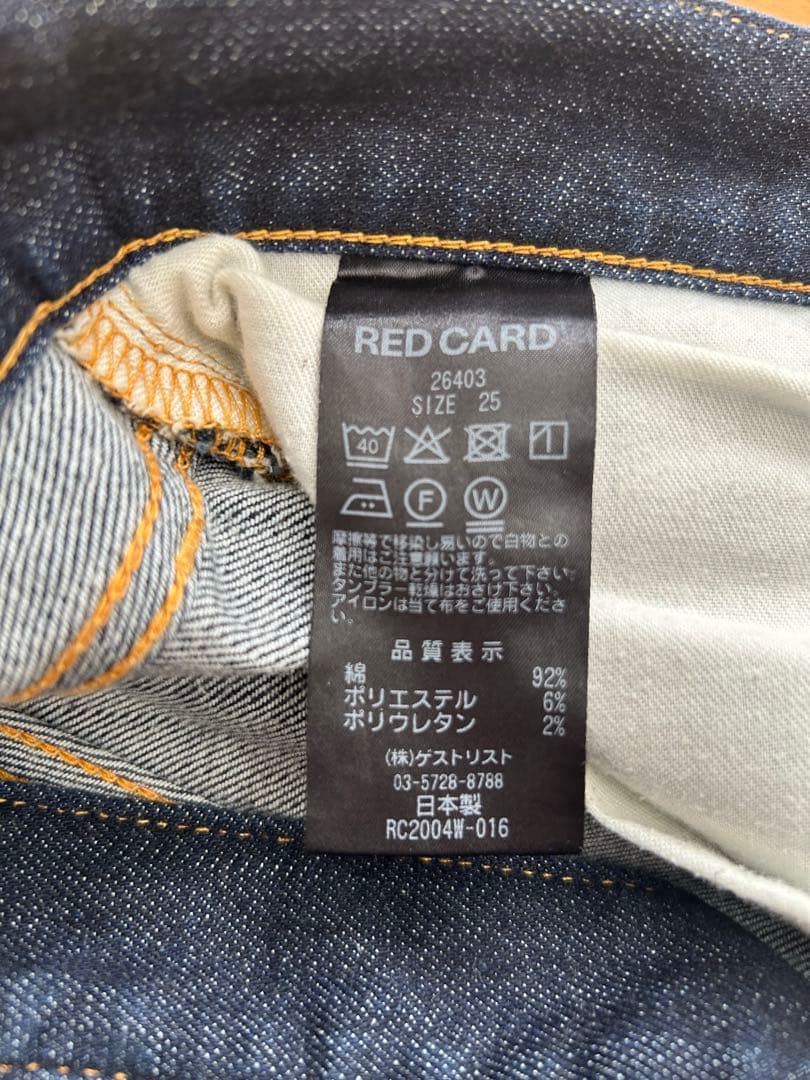 RED CARD
26403
SIZE 25
40
F W
摩擦等で移染し易いので白物との
着用はご注意願います。
また他の物と分けて洗って下さい。
タンブラー乾燥はおさけ下さい。
アイロンは当て布をご使用くださ
い。
品質表示
綿 92%
ポリエステル 6%
ポリウレタン 2%
(株)ゲストリスト
03-5728-8788
日本製
RC2004W-016